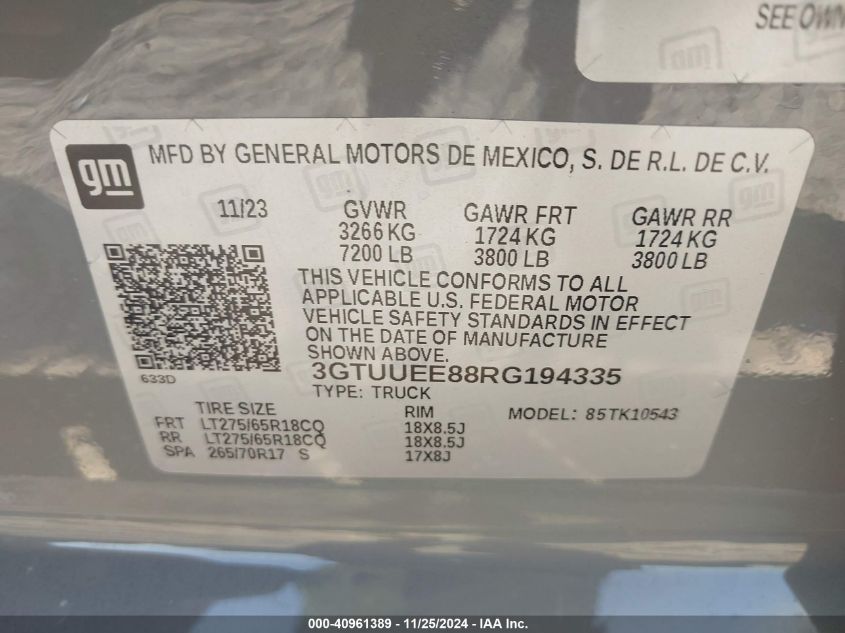 SEE OWN
gm
MFD BY GENERAL MOTORS DE MEXICO, S. DE R.L. DE C.V.
11/23 GVWR GAWR FRT GAWR RR
3266 KG 1724 KG 1724 KG
7200 LB 3800 LB 3800 LB
THIS VEHICLE CONFORMS TO ALL
APPLICABLE U.S. FEDERAL MOTOR
VEHICLE SAFETY STANDARDS IN EFFECT
ON THE DATE OF MANUFACTURE
SHOWN ABOVE.
633D
3GTUUEE88RG194335
TYPE: TRUCK
TIRE SIZE RIM MODEL: 85TK10543
FRT LT275/65R18CQ 18X8.5J
RR LT275/65R18CQ 18X8.5J
SPA 265/70R17 S 17X8J
000-40961389 - 11/25/2024 - IAA Inc.